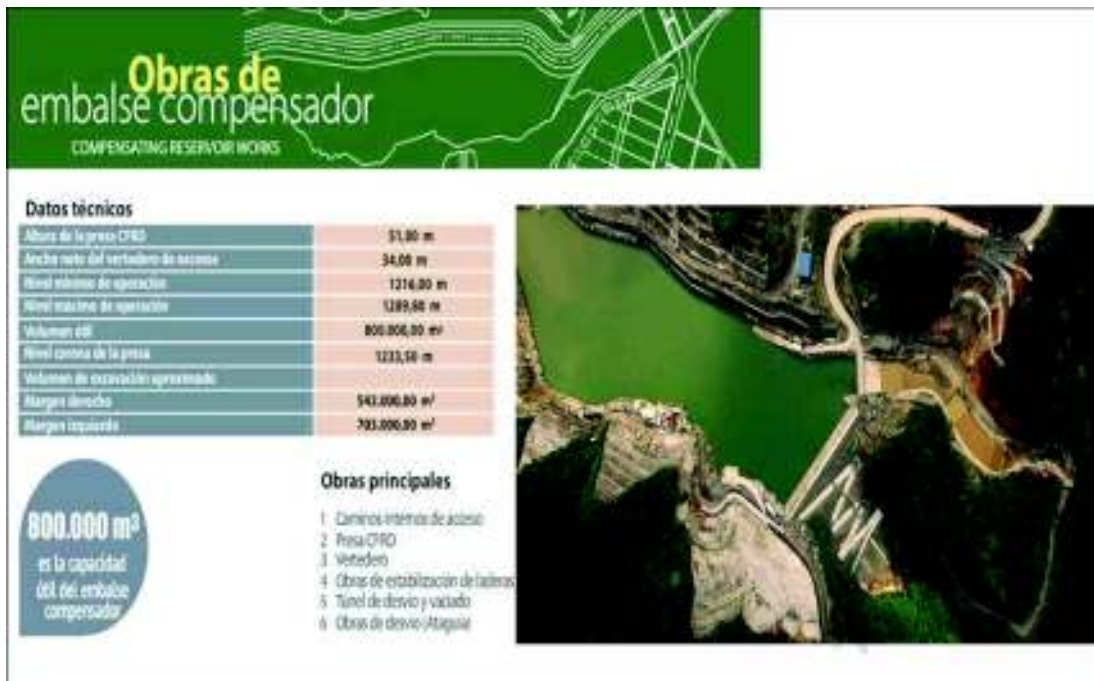 Obras de
embalse compensador
COMPENSATING RESERVOIR WORKS
Datos técnicos
Altura de la presa CFRD 51,00 m
Ancho neto del vertedero de excesos 34,00 m
Nivel mínimo de operación 1216,00 m
Nivel máximo de operación 1289,60 m
Volumen útil 800.000,00 m³
Nivel corona de la presa 1233,50 m
Volumen de excavación aproximado
Margen derecho 543.000,00 m³
Margen izquierdo 703.000,00 m³
800.000 m³
es la capacidad
útil del embalse
compensador
Obras principales
1 Caminos internos de acceso
2 Presa CFRD
3 Vertedero
4 Obras de estabilización de laderas
5 Túnel de desvío y vaciado
6 Obras de desvío (Ataguía)